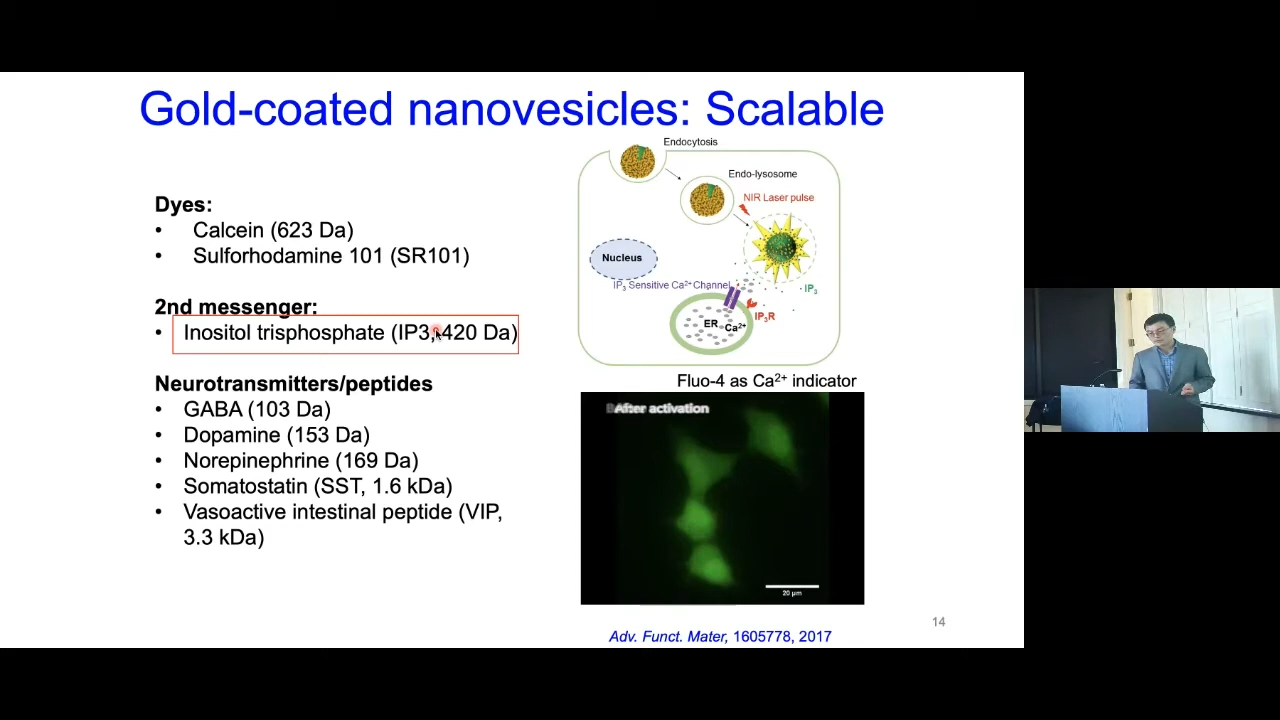 Gold-coated nanovesicles: Scalable
Dyes:
• Calcein (623 Da)
• Sulforhodamine 101 (SR101)
2nd messenger:
• Inositol trisphosphate (IP3, 420 Da)
Neurotransmitters/peptides
• GABA (103 Da)
• Dopamine (153 Da)
• Norepinephrine (169 Da)
• Somatostatin (SST, 1.6 kDa)
• Vasoactive intestinal peptide (VIP,
3.3 kDa)
Endocytosis
Endo-lysosome
NIR Laser pulse
Nucleus
IP₃ Sensitive Ca²⁺ Channel
IP₃
IP₃R
ER
Ca²⁺
Fluo-4 as Ca²⁺ indicator
After activation
20 μm
Adv. Funct. Mater, 1605778, 2017
14